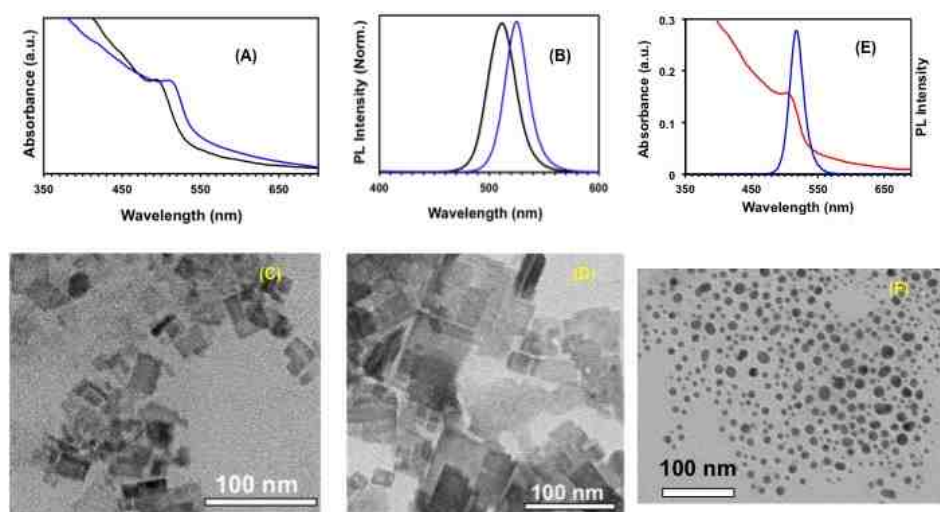 (A)
Absorbance (a.u.)
350 450 550 650
Wavelength (nm)
(B)
PL Intensity (Norm.)
400 500 600
Wavelength (nm)
(E)
Absorbance (a.u.)
0.3
0.2
0.1
0
350 450 550 650
Wavelength (nm)
PL Intensity
(C)
100 nm
(D)
100 nm
(F)
100 nm